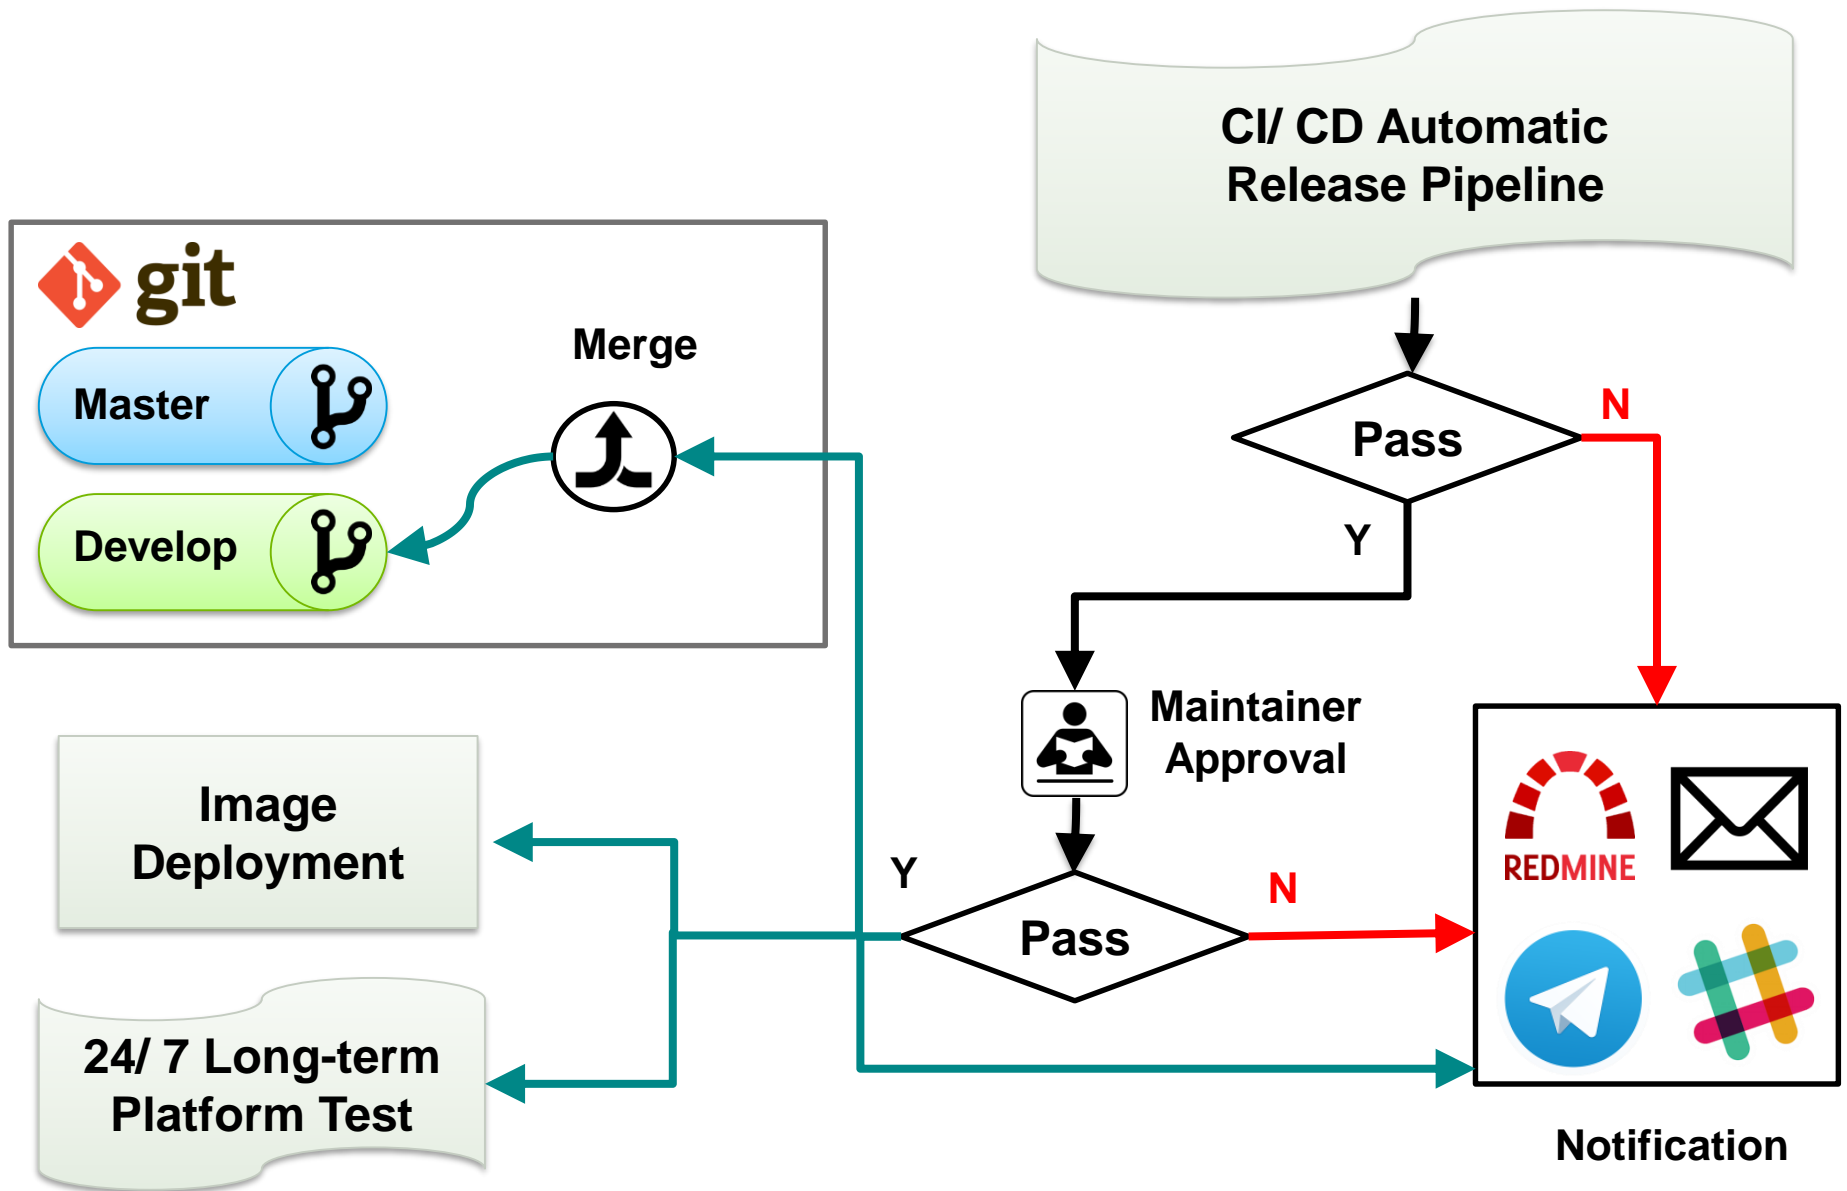 CI/ CD Automatic
Release Pipeline
git
Master
Develop
Merge
Pass
N
Y
Maintainer
Approval
Image
Deployment
Y
Pass
N
REDMINE
24/ 7 Long-term
Platform Test
Notification